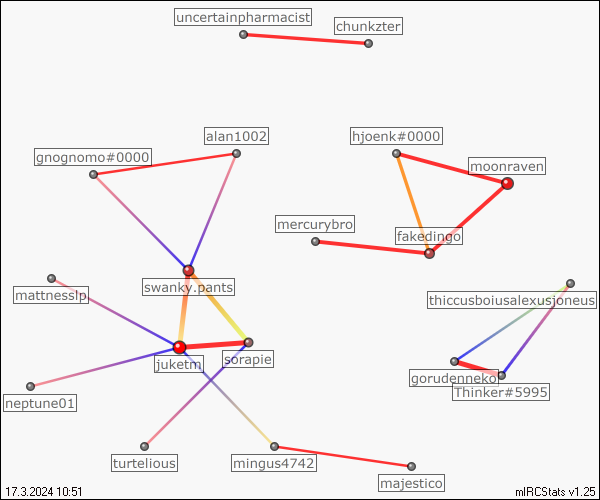 uncertainpharmacist
chunkzter
alan1002
hjoenk#0000
gnognomo#0000
moonraven
mercurybro
fakedingo
swanky.pants
mattnesslp
thiccusboiusalexusjoneus
juketm
sorapie
gorudenneko
Thinker#5995
neptune01
turtelious
mingus4742
majestico
17.3.2024 10:51
mIRCStats v1.25